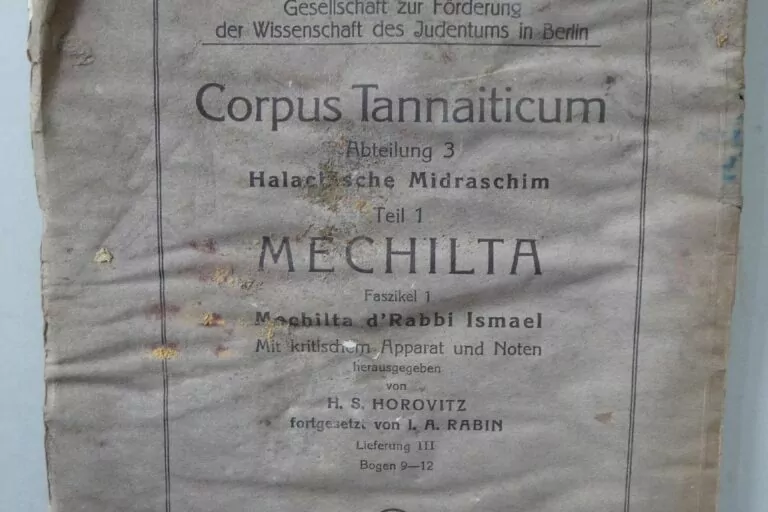 Gesellschaft zur Förderung
der Wissenschaft des Judentums in Berlin
Corpus Tannaiticum
Abteilung 3
Halachische Midraschim
Teil 1
MECHILTA
Faszikel 1
Mechilta d'Rabbi Ismael
Mit kritischem Apparat und Noten
herausgegeben
von
H. S. HOROVITZ
fortgesetzt von I. A. RABIN
Lieferung III
Bogen 9—12